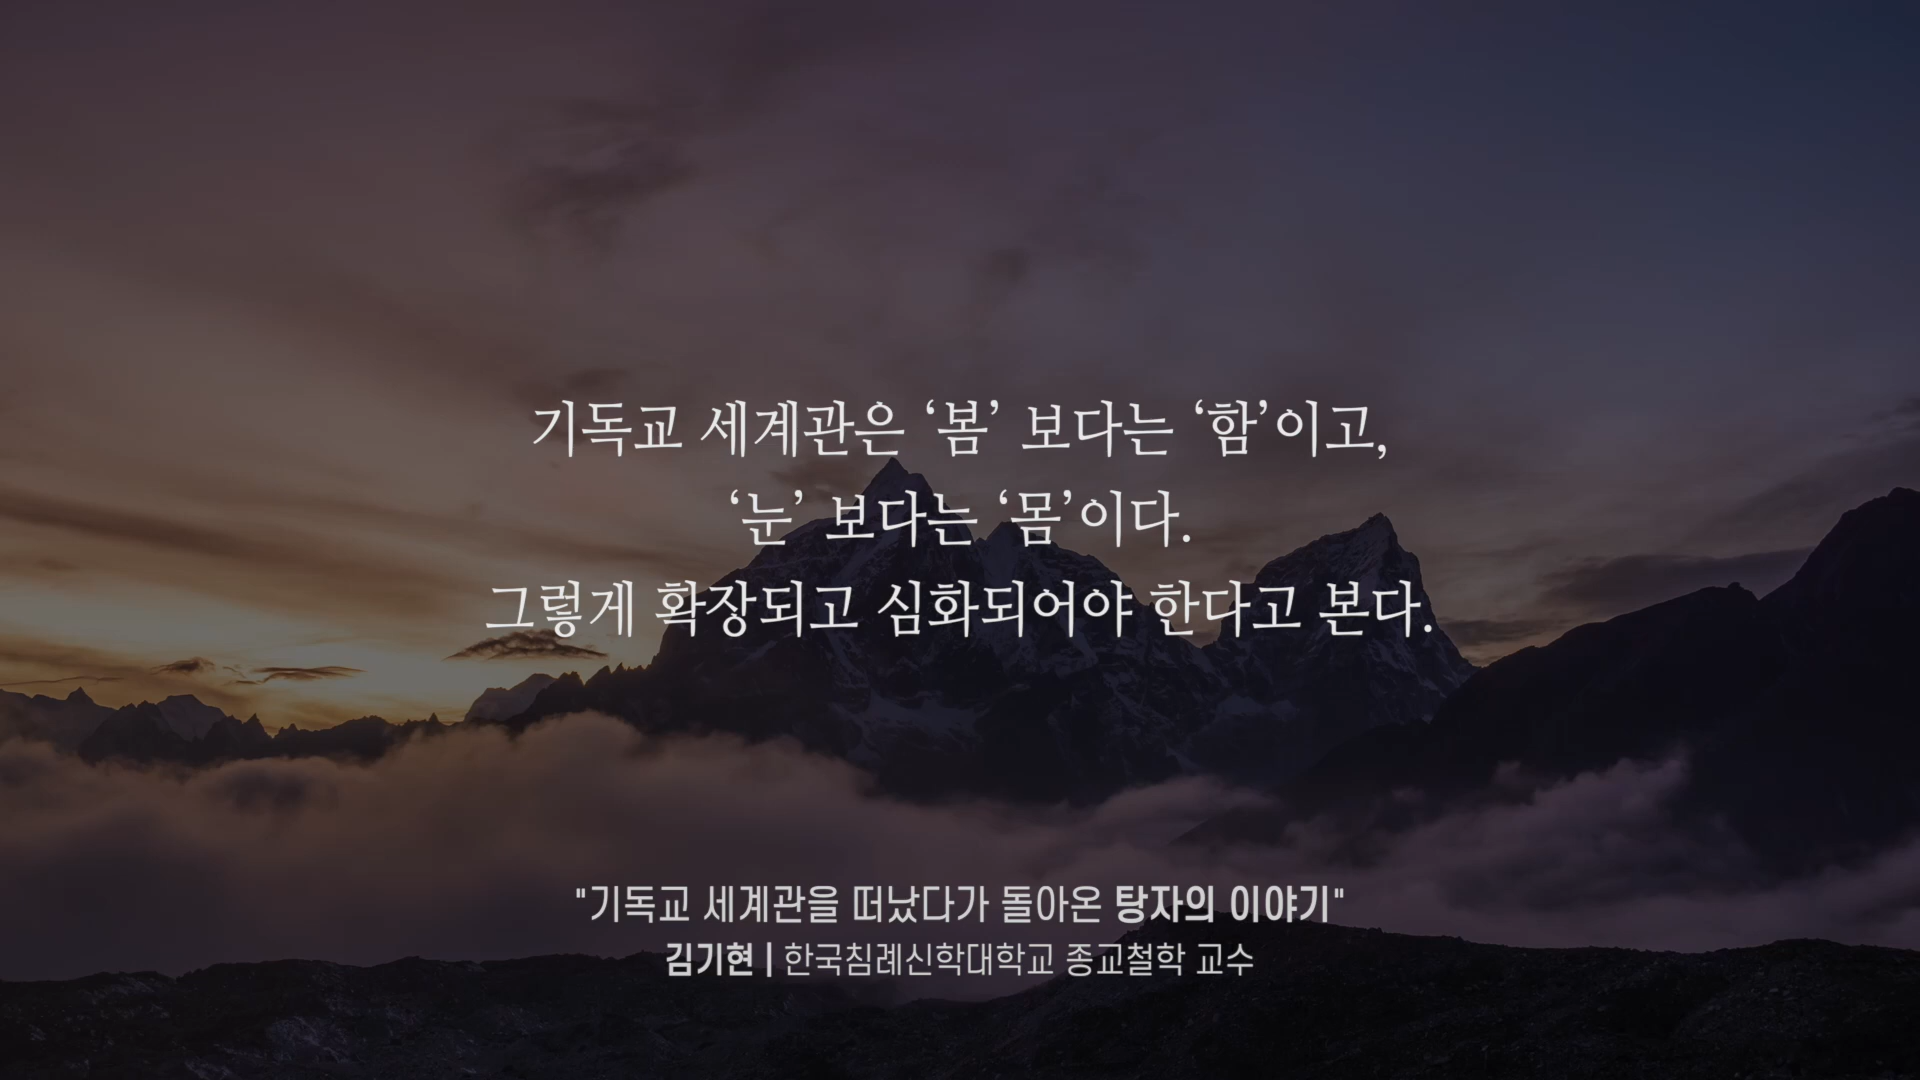 기독교 세계관은 ‘봄’ 보다는 ‘함’이고,
‘눈’ 보다는 ‘몸’이다.
그렇게 확장되고 심화되어야 한다고 본다.
"기독교 세계관을 떠났다가 돌아온 탕자의 이야기"
김기현 | 한국침례신학대학교 종교철학 교수